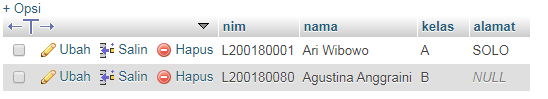 + Opsi
←T→ nim nama kelas alamat
Ubah Salin Hapus L200180001 Ari Wibowo A SOLO
Ubah Salin Hapus L200180080 Agustina Anggraini B NULL